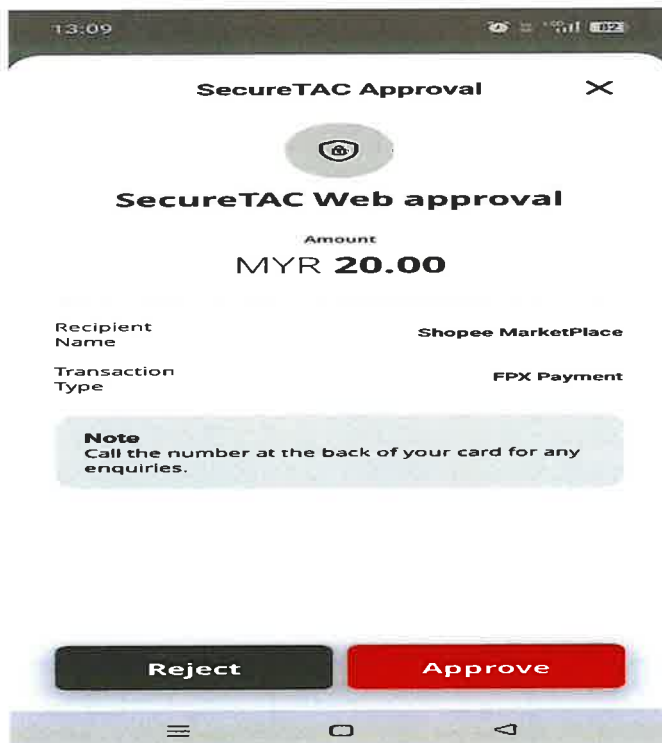 13:09
SecureTAC Approval
SecureTAC Web approval
Amount
MYR 20.00
Recipient
Name
Shopee MarketPlace
Transaction
Type
FPX Payment
Note
Call the number at the back of your card for any
enquiries.
Reject
Approve